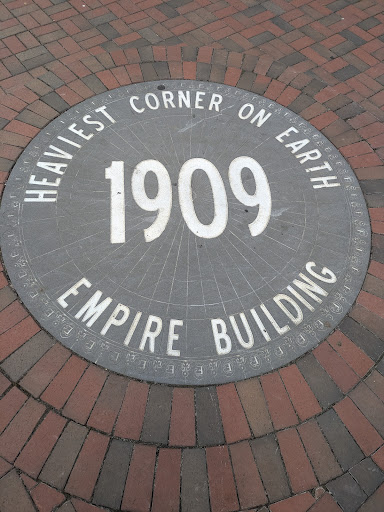 HEAVIEST CORNER ON EARTH
1909
EMPIRE BUILDING